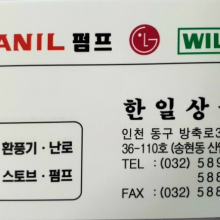 ANIL 펌프 LG WIL
한 일 상
환풍기·난로
스토브·펌프
인천 동구 방축로3
36-110호 (송현동 산
TEL : (032) 589
588
FAX : (032) 588